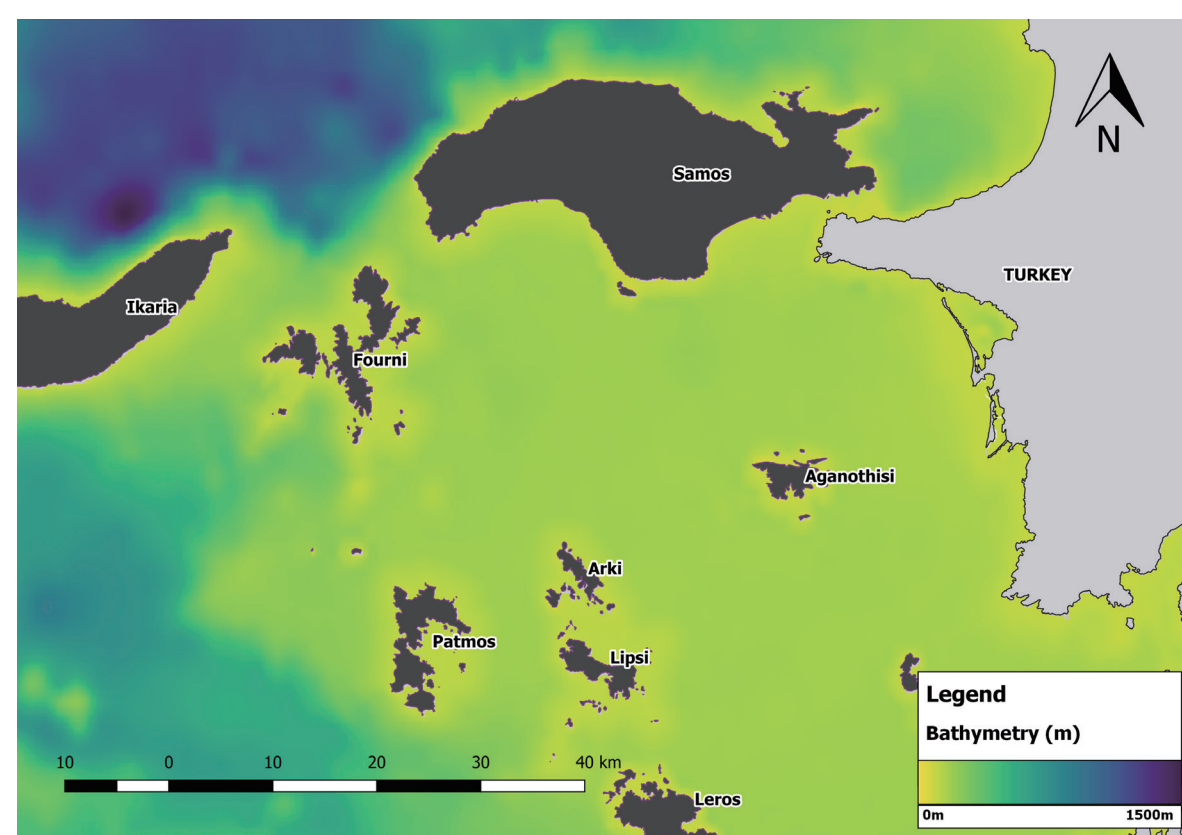 N
Samos
TURKEY
Ikaria
Fourni
Aganothisi
Arki
Patmos
Lipsi
Legend
Bathymetry (m)
10 0 10 20 30 40 km
Leros
0m 1500m